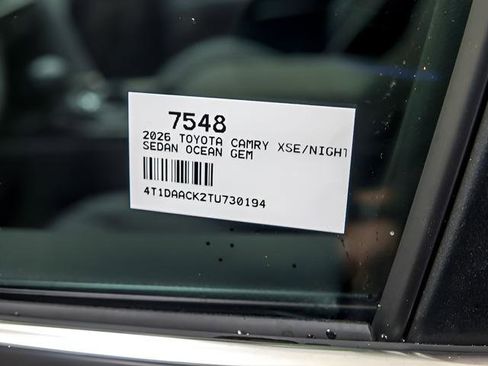 7548
2026 TOYOTA CAMRY XSE/NIGHT
SEDAN OCEAN GEM
4T1DAACK2TU730194